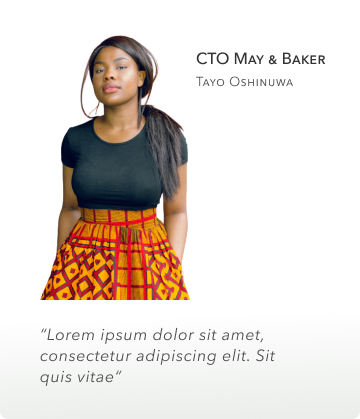 CTO May & Baker
Tayo Oshinuwa
“Lorem ipsum dolor sit amet,
consectetur adipiscing elit. Sit
quis vitae”